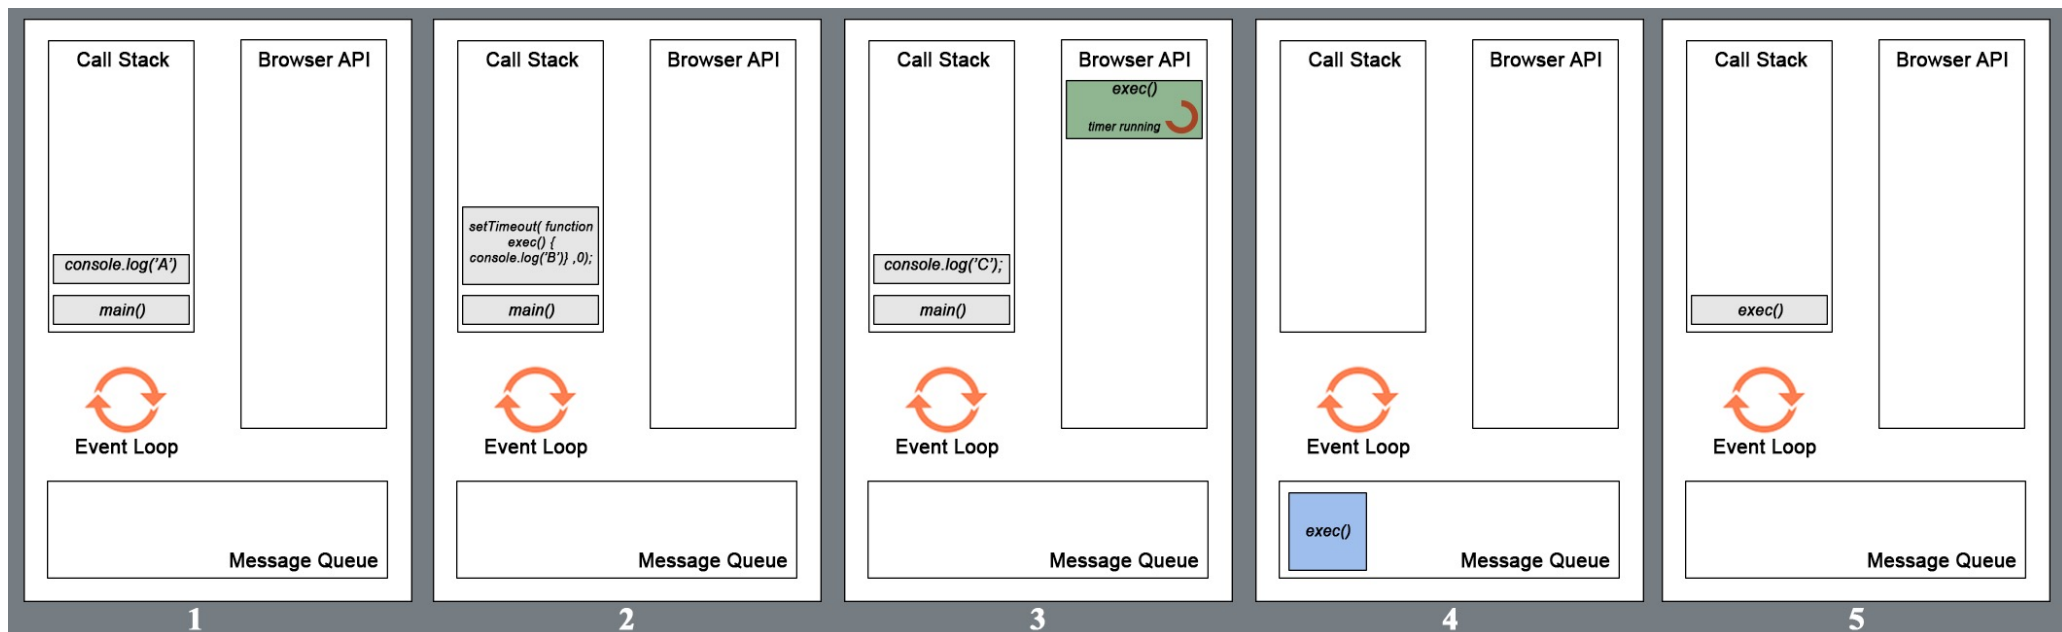 Call Stack
Browser API
console.log('A')
main()
Event Loop
Message Queue
1
Call Stack
Browser API
setTimeout( function
exec() {
console.log('B')} ,0);
main()
Event Loop
Message Queue
2
Call Stack
Browser API
exec()
timer running
console.log('C');
main()
Event Loop
Message Queue
3
Call Stack
Browser API
Event Loop
exec()
Message Queue
4
Call Stack
Browser API
exec()
Event Loop
Message Queue
5